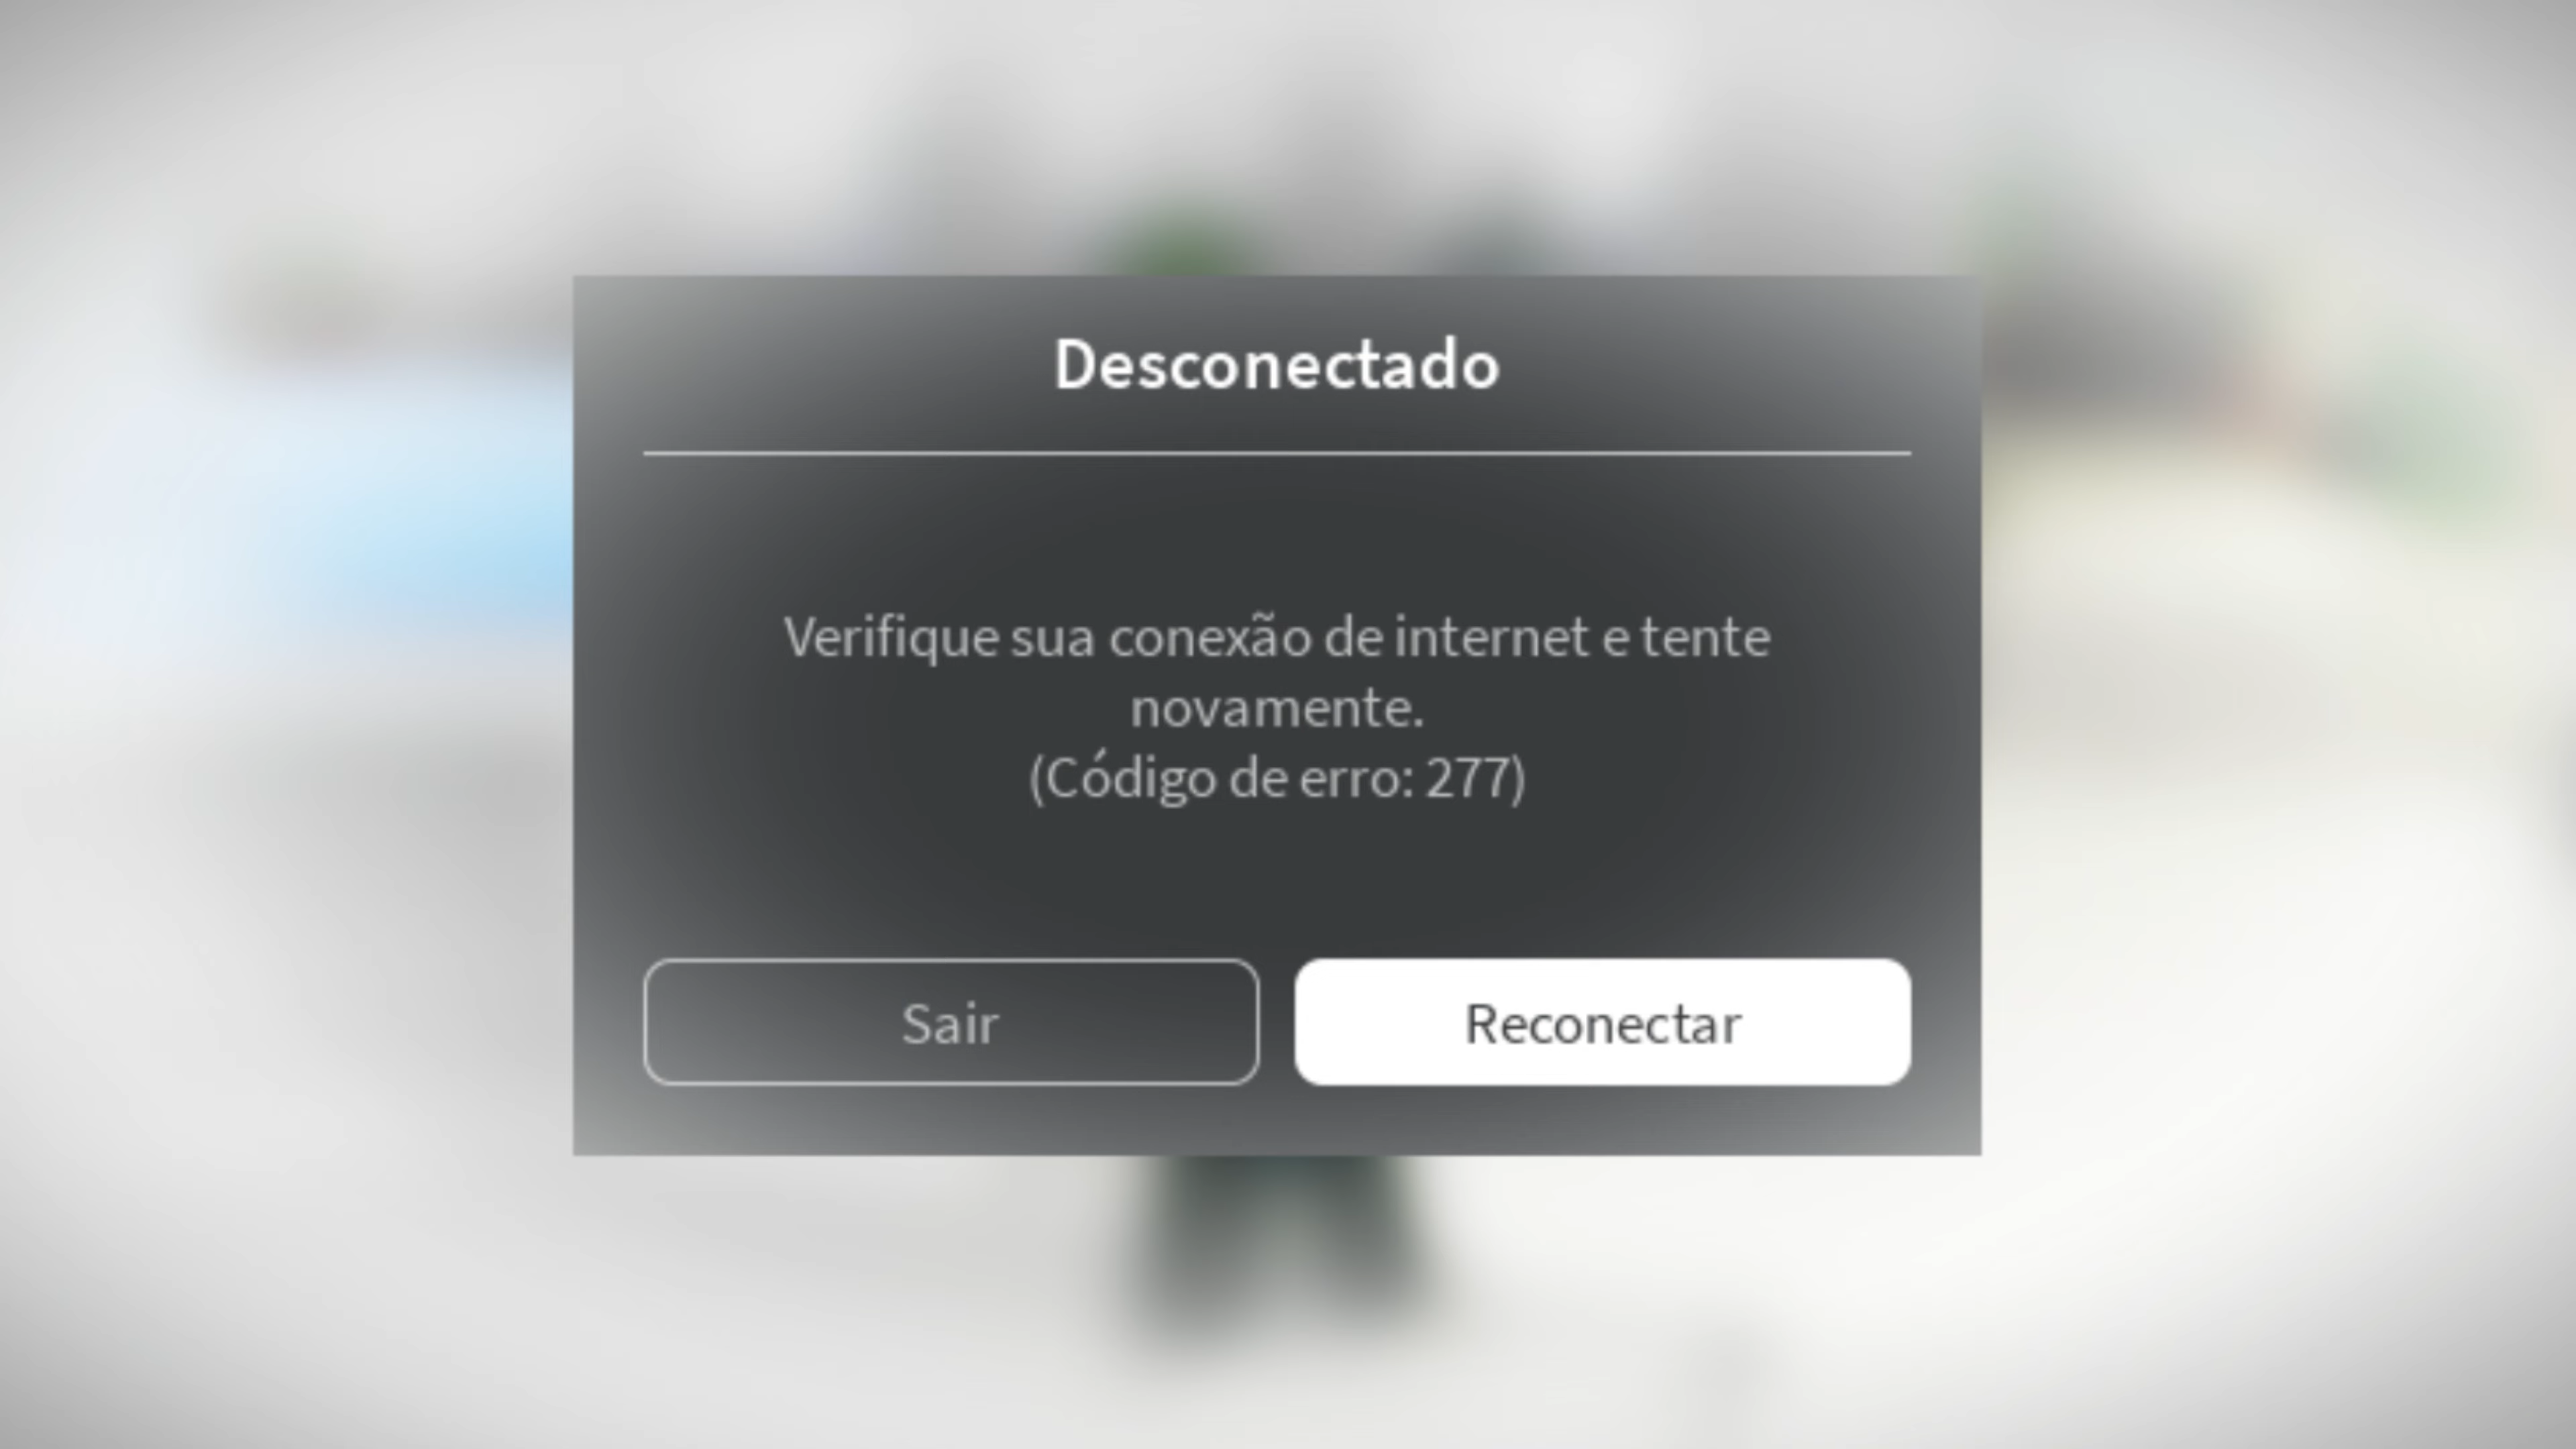 Desconectado
Verifique sua conexão de internet e tente
novamente.
(Código de erro: 277)
Sair
Reconectar